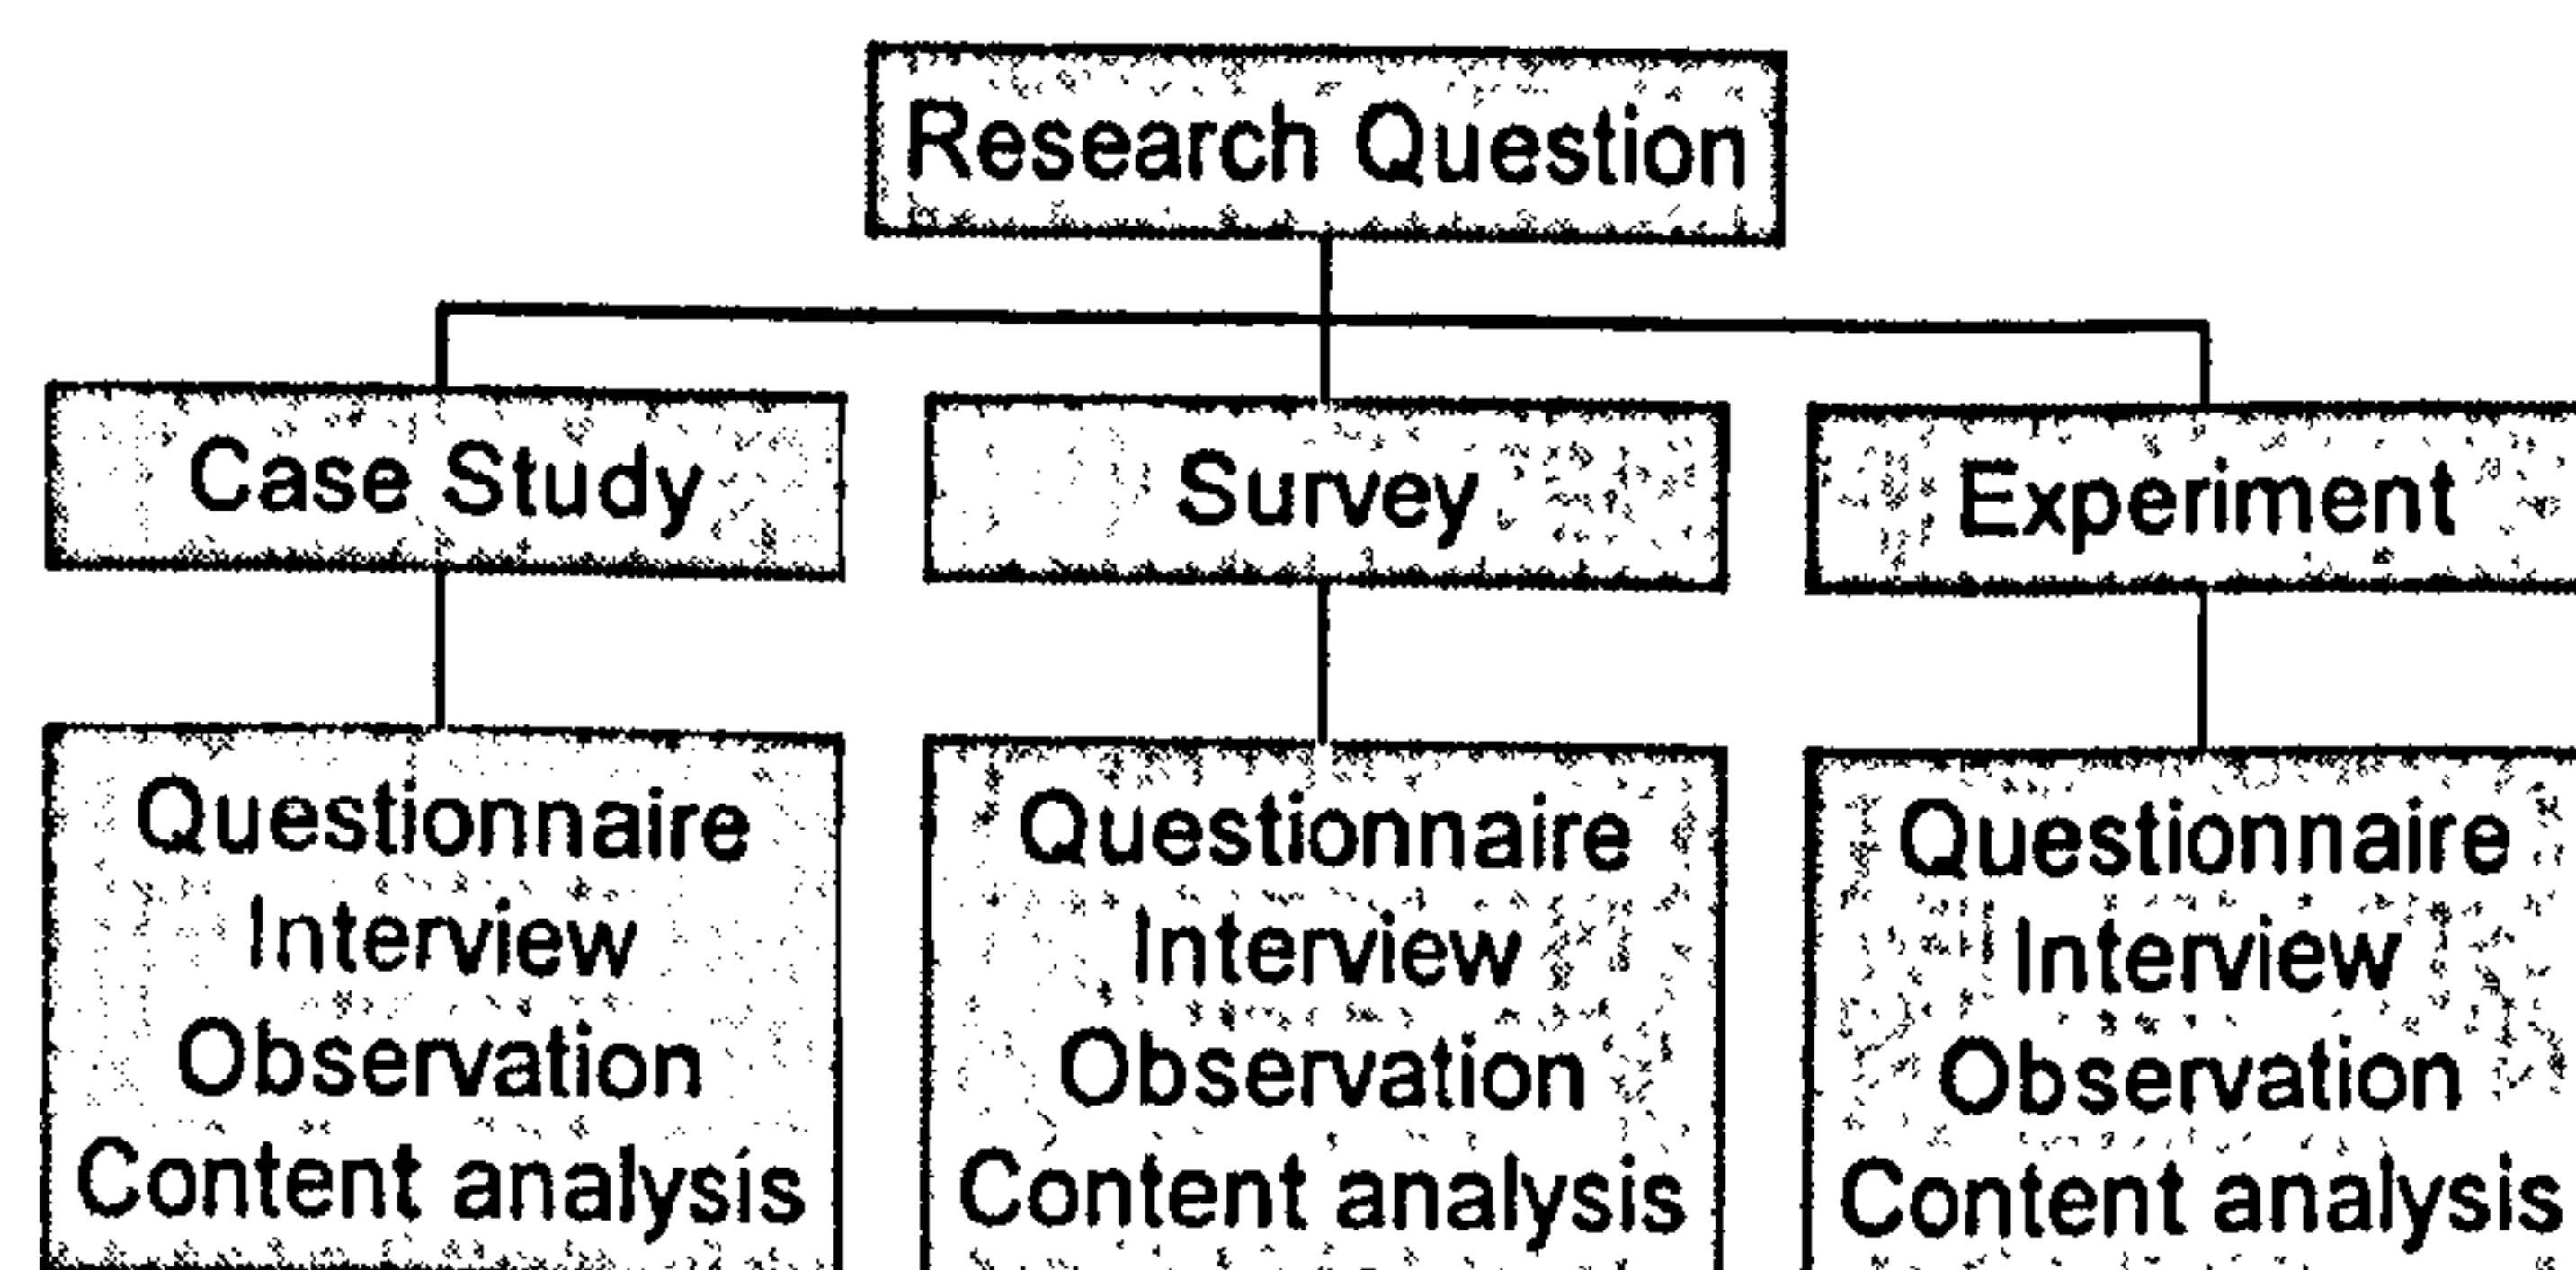 Research Question
Case Study
Survey
Experiment
Questionnaire
Interview
Observation
Content analysis
Questionnaire
Interview
Observation
Content analysis
Questionnaire
Interview
Observation
Content analysis